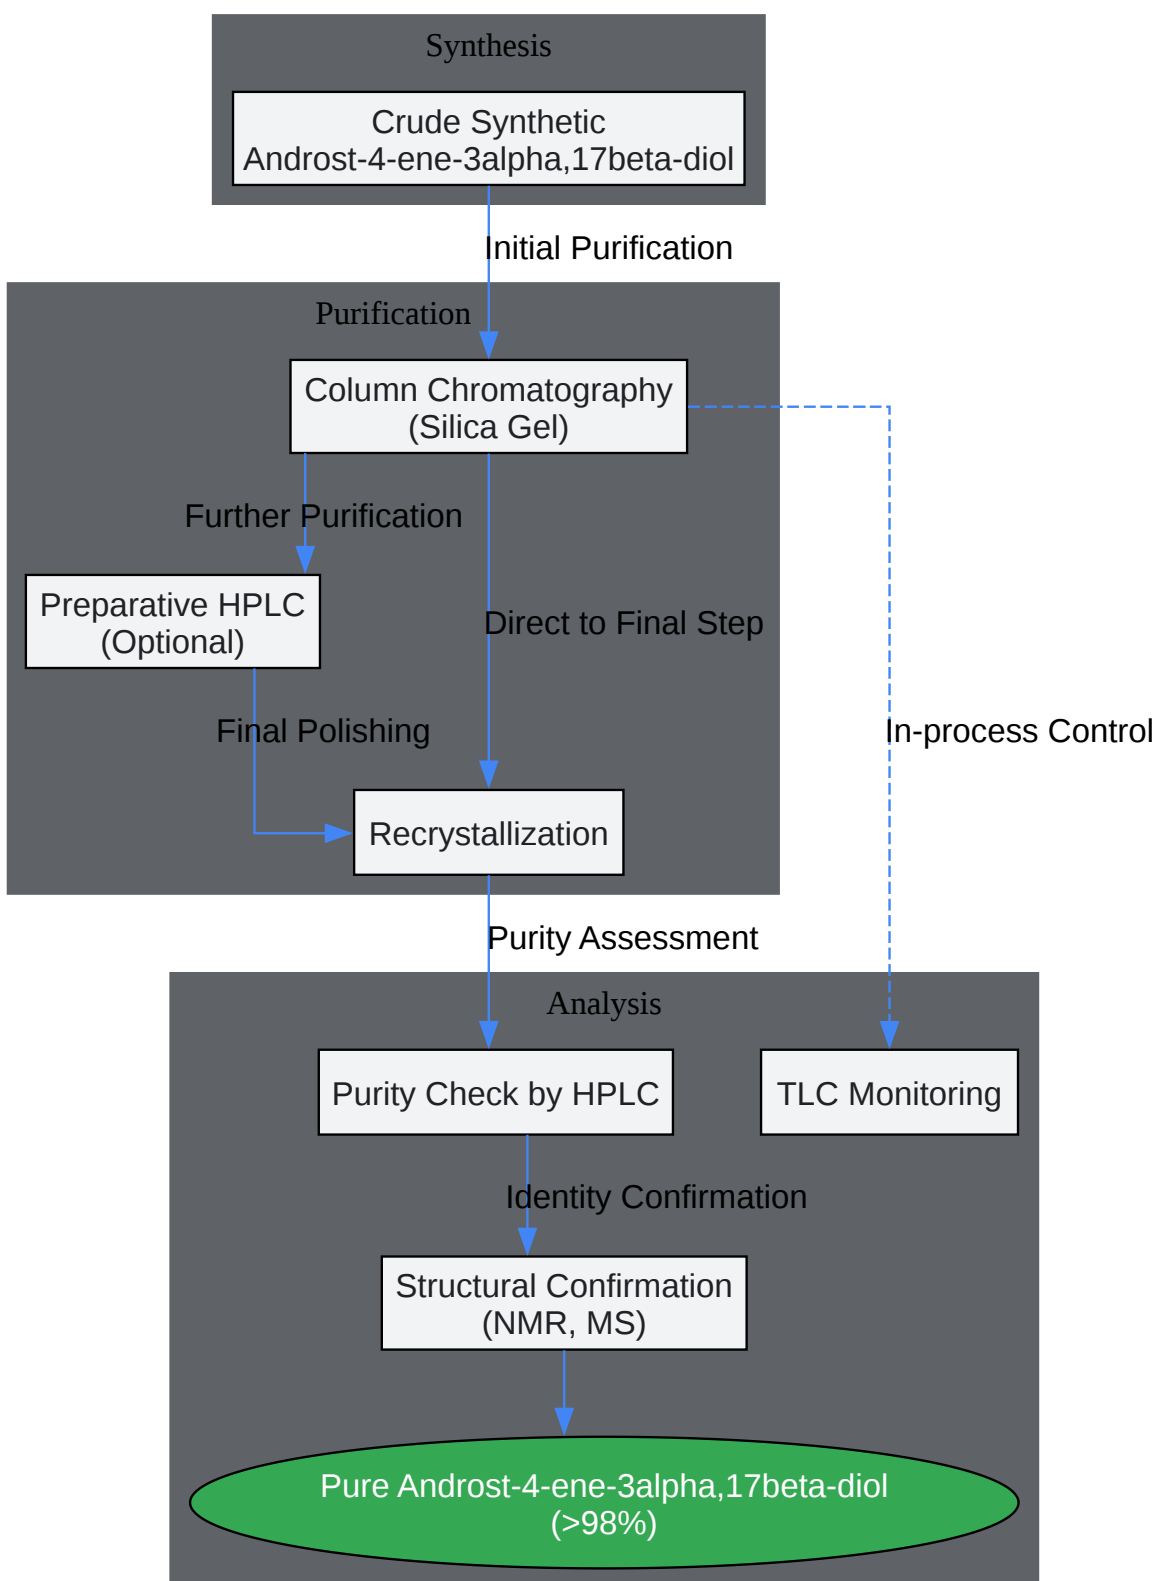 Synthesis
Crude Synthetic
Androst-4-ene-3alpha,17beta-diol
Initial Purification
Purification
Column Chromatography
(Silica Gel)
Further Purification
Preparative HPLC
(Optional)
Direct to Final Step
Final Polishing
In-process Control
Recrystallization
Purity Assessment
Analysis
Purity Check by HPLC
TLC Monitoring
Identity Confirmation
Structural Confirmation
(NMR, MS)
Pure Androst-4-ene-3alpha,17beta-diol
(>98%)